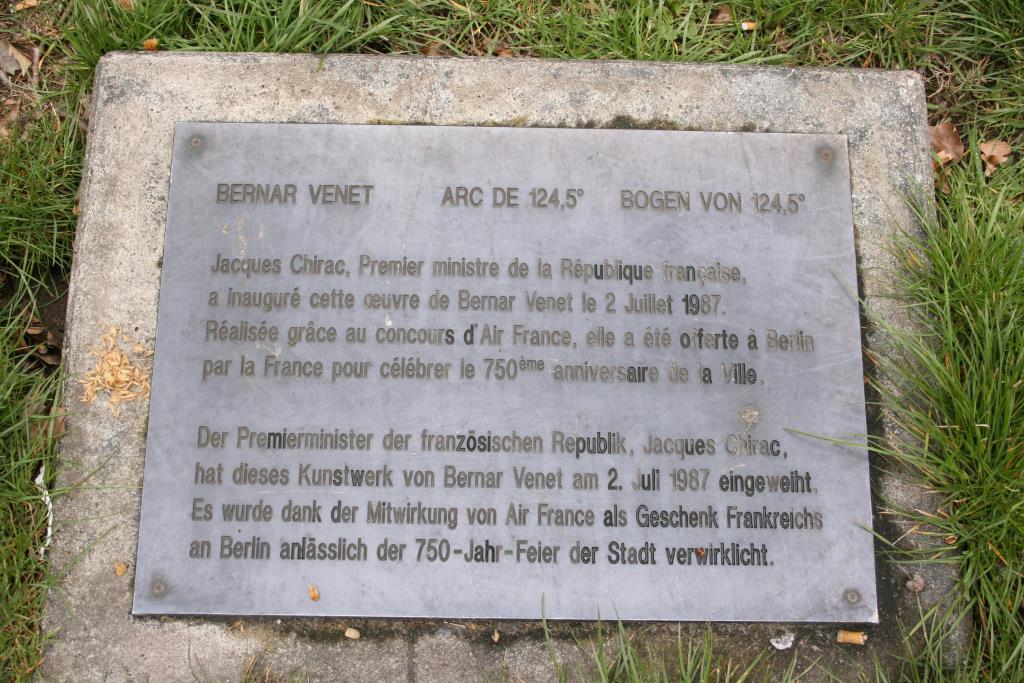 BERNAR VENET ARC DE 124,5° BOGEN VON 124,5°
Jacques Chirac, Premier ministre de la République française,
a inauguré cette œuvre de Bernar Venet le 2 Juillet 1987.
Réalisée grâce au concours d'Air France, elle a été offerte à Berlin
par la France pour célébrer le 750ème anniversaire de la Ville.
Der Premierminister der französischen Republik, Jacques Chirac,
hat dieses Kunstwerk von Bernar Venet am 2. Juli 1987 eingeweiht.
Es wurde dank der Mitwirkung von Air France als Geschenk Frankreichs
an Berlin anlässlich der 750-Jahr-Feier der Stadt verwirklicht.